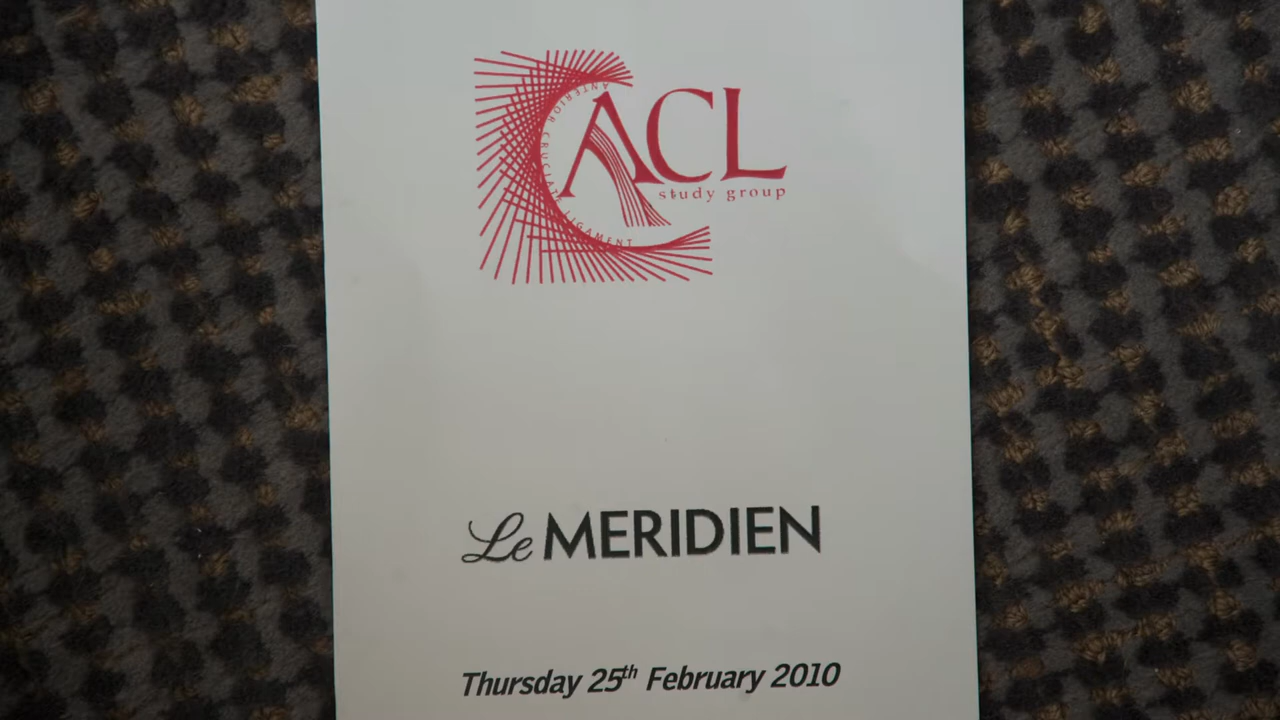 ANTERIOR CRUCIATE LIGAMENT
ACL
study group
Le MERIDIEN
Thursday 25th February 2010